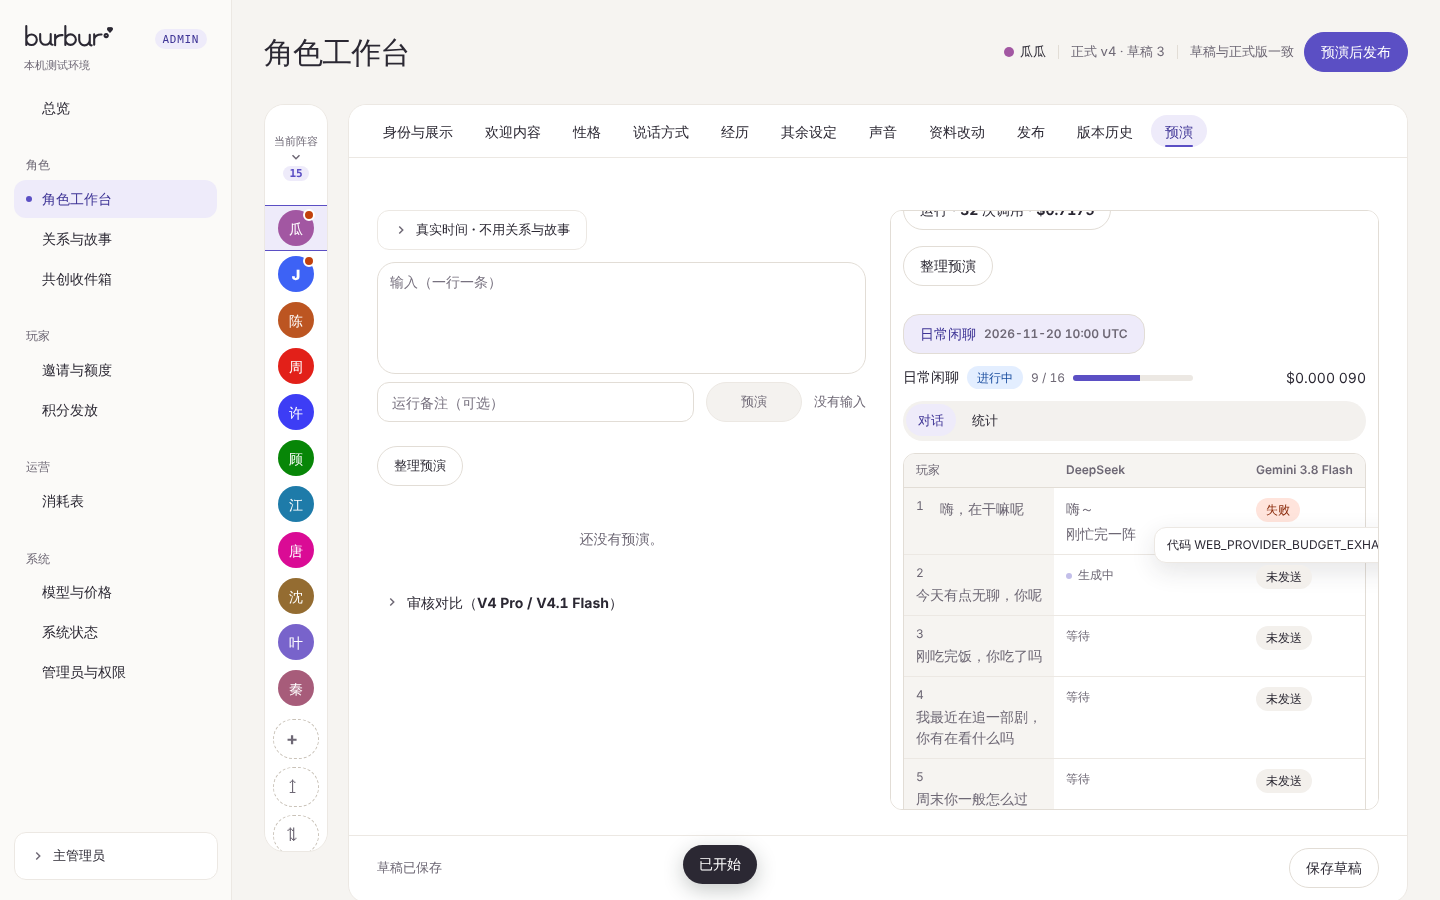 burbur
ADMIN
本机测试环境
总览
角色
角色工作台
关系与故事
共创收件箱
玩家
邀请与额度
积分发放
运营
消耗表
系统
模型与价格
系统状态
管理员与权限
主管理员
角色工作台
瓜瓜
正式 v4 · 草稿 3
草稿与正式版一致
预演后发布
当前阵容
15
瓜
J
陈
周
许
顾
江
唐
沈
叶
秦
+
↥
⇅
身份与展示
欢迎内容
性格
说话方式
经历
其余设定
声音
资料改动
发布
版本历史
预演
真实时间 · 不用关系与故事
输入（一行一条）
运行备注（可选）
预演
没有输入
整理预演
还没有预演。
审核对比（V4 Pro / V4.1 Flash）
运行 · 32 次调用 · $0.7175
整理预演
日常闲聊 2026-11-20 10:00 UTC
日常闲聊 进行中 9 / 16 $0.000 090
对话 统计
玩家 DeepSeek Gemini 3.8 Flash
1 嗨，在干嘛呢
嗨～
刚忙完一阵
失败
代码 WEB_PROVIDER_BUDGET_EXHA
2
今天有点无聊，你呢
生成中
未发送
3
刚吃完饭，你吃了吗
等待
未发送
4
我最近在追一部剧，
你有在看什么吗
等待
未发送
5
周末你一般怎么过
等待
未发送
草稿已保存
已开始
保存草稿